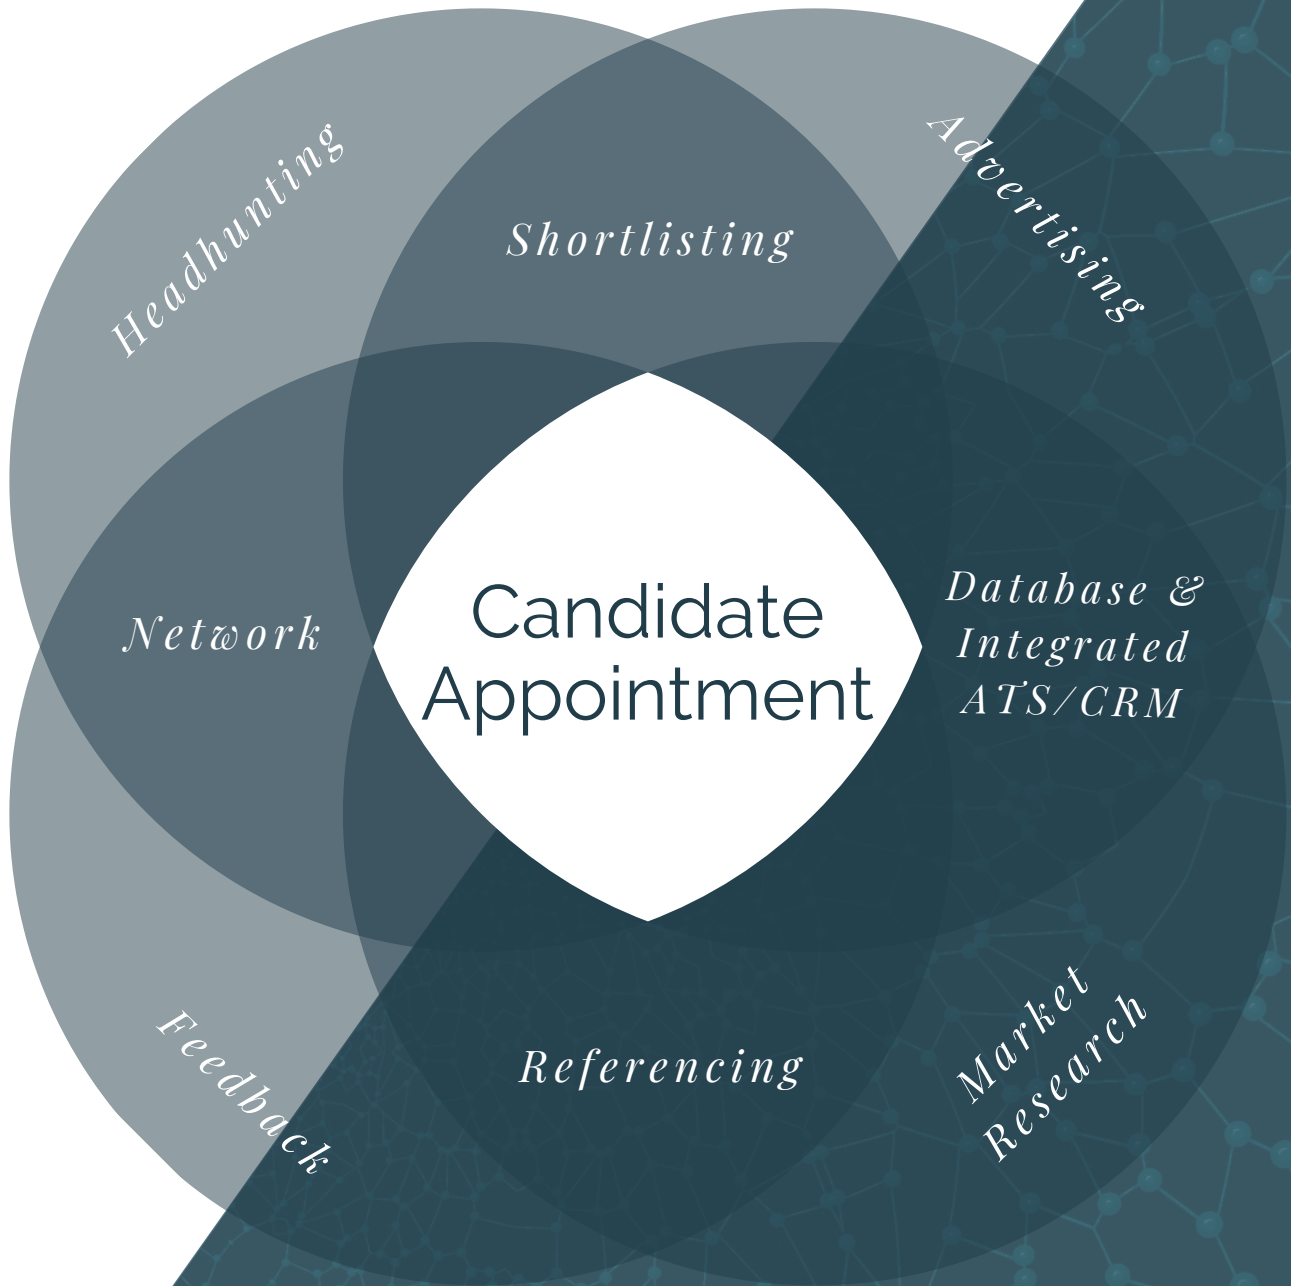 Headhunting
Advertising
Shortlisting
Network
Candidate
Appointment
Database &
Integrated
ATS/CRM
Feedback
Referencing
Market
Research